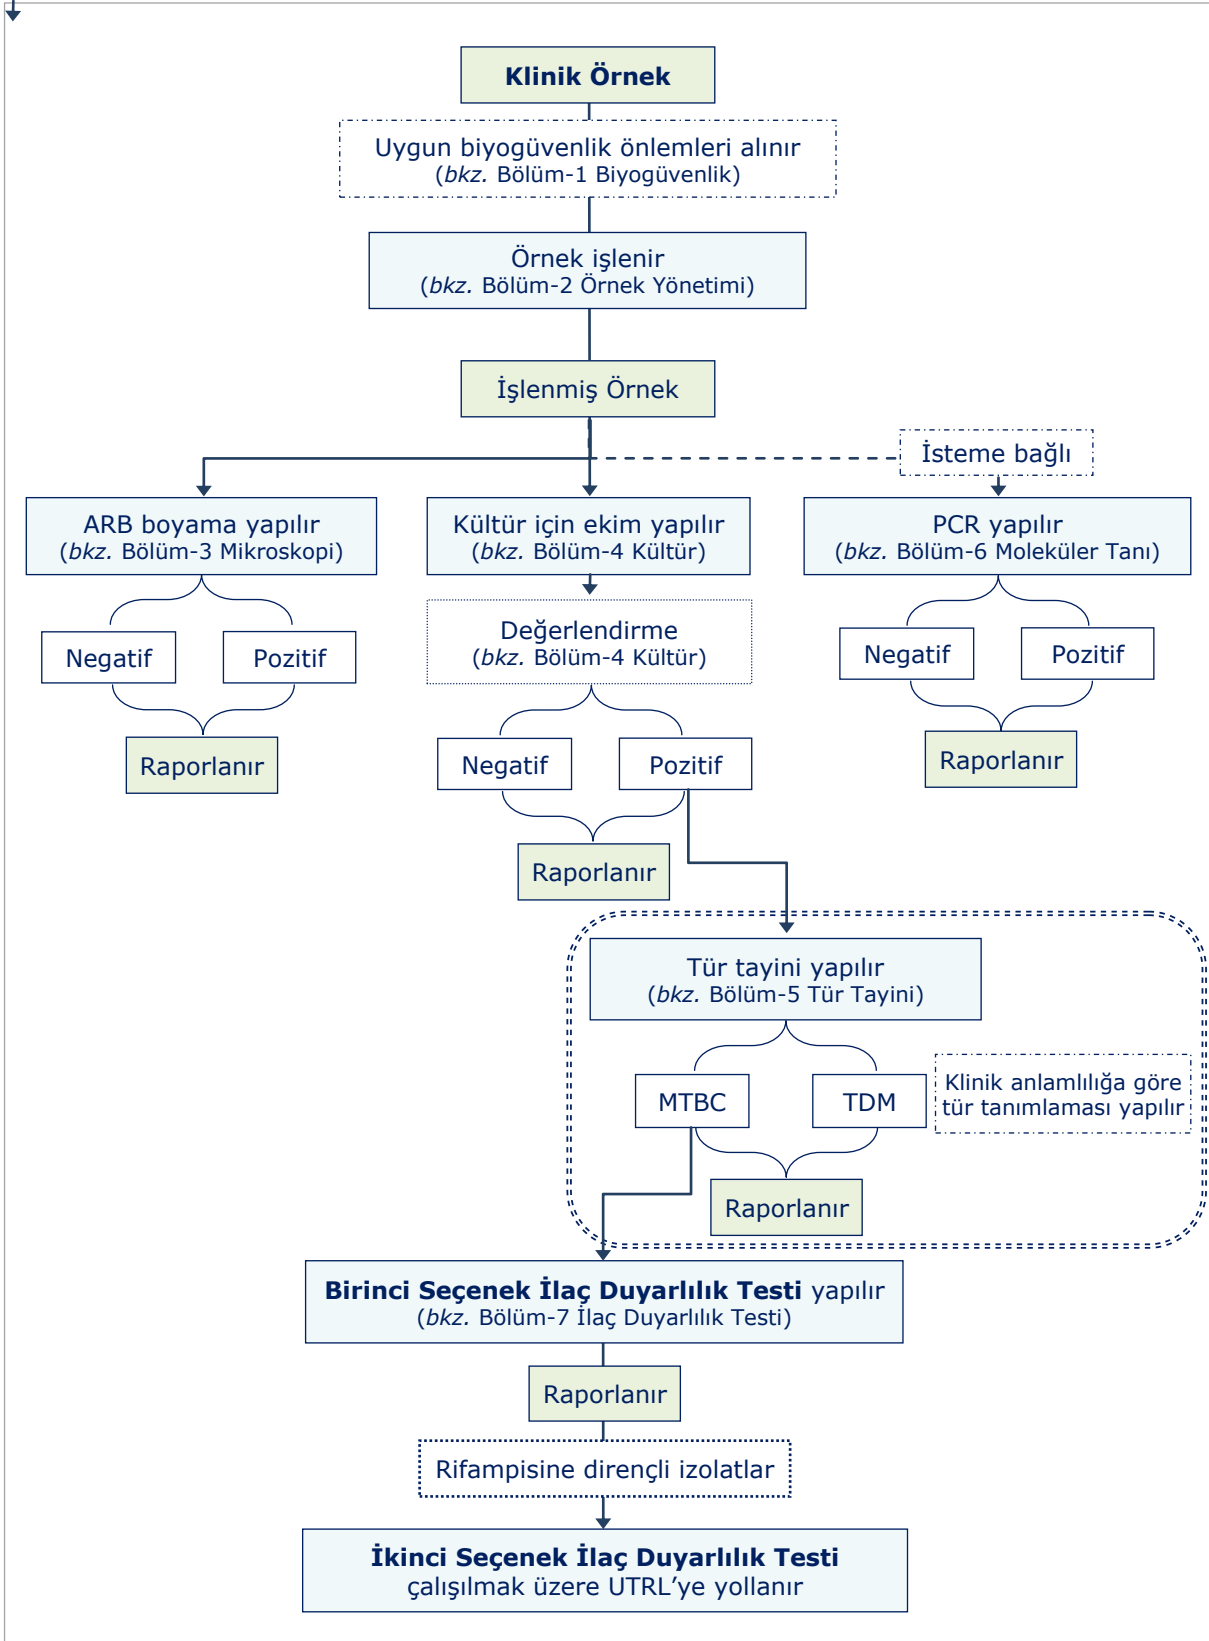 Klinik Örnek
Uygun biyogüvenlik önlemleri alınır
(bkz. Bölüm-1 Biyogüvenlik)
Örnek işlenir
(bkz. Bölüm-2 Örnek Yönetimi)
İşlenmiş Örnek
İsteme bağlı
ARB boyama yapılır
(bkz. Bölüm-3 Mikroskopi)
Kültür için ekim yapılır
(bkz. Bölüm-4 Kültür)
PCR yapılır
(bkz. Bölüm-6 Moleküler Tanı)
Değerlendirme
(bkz. Bölüm-4 Kültür)
Negatif
Pozitif
Negatif
Pozitif
Raporlanır
Negatif
Pozitif
Raporlanır
Raporlanır
Tür tayini yapılır
(bkz. Bölüm-5 Tür Tayini)
MTBC
TDM
Klinik anlamlılığa göre
tür tanımlaması yapılır
Raporlanır
Birinci Seçenek İlaç Duyarlılık Testi yapılır
(bkz. Bölüm-7 İlaç Duyarlılık Testi)
Raporlanır
Rifampisine dirençli izolatlar
İkinci Seçenek İlaç Duyarlılık Testi
çalışılmak üzere UTRL’ye yollanır